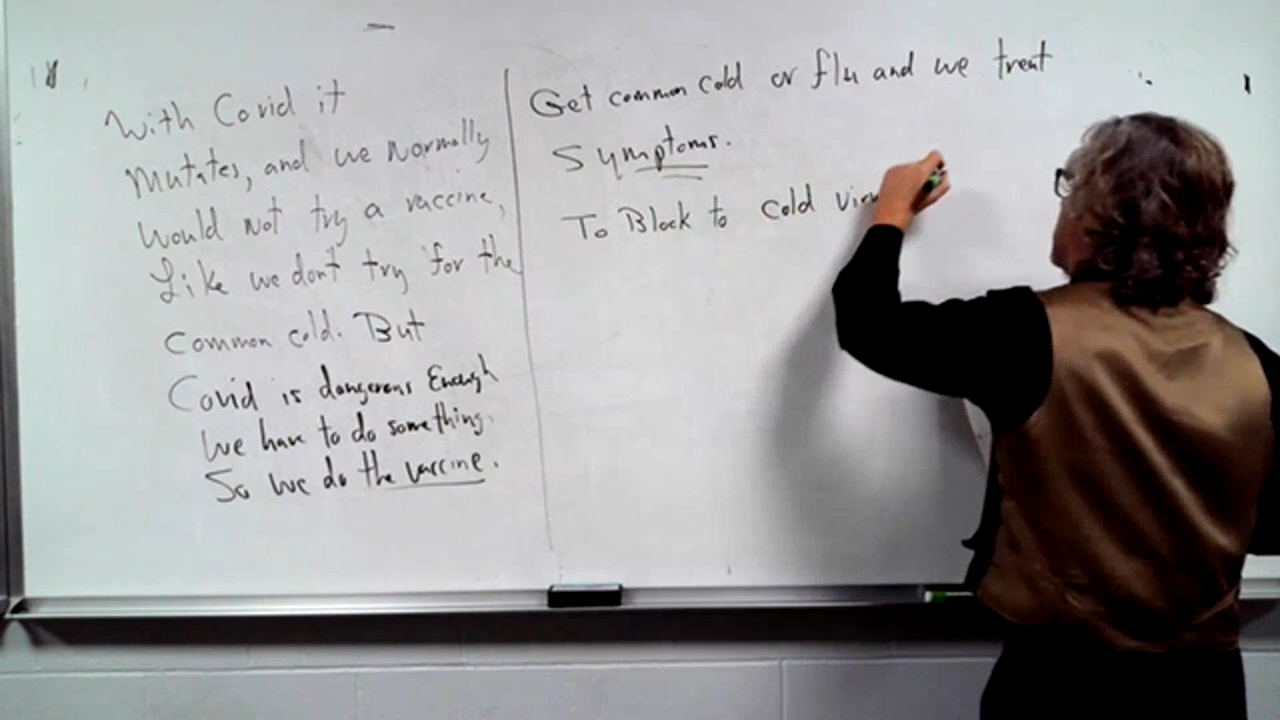 With Covid it
Mutates, and we normally
Would not try a vaccine,
Like we don't try for the
Common cold. But
Covid is dangerous Enough
We have to do something.
So we do the vaccine.
Get common cold or flu and we treat
Symptoms.
To Block to cold